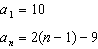 a₁ = 10
aₙ = 2(n − 1) − 9